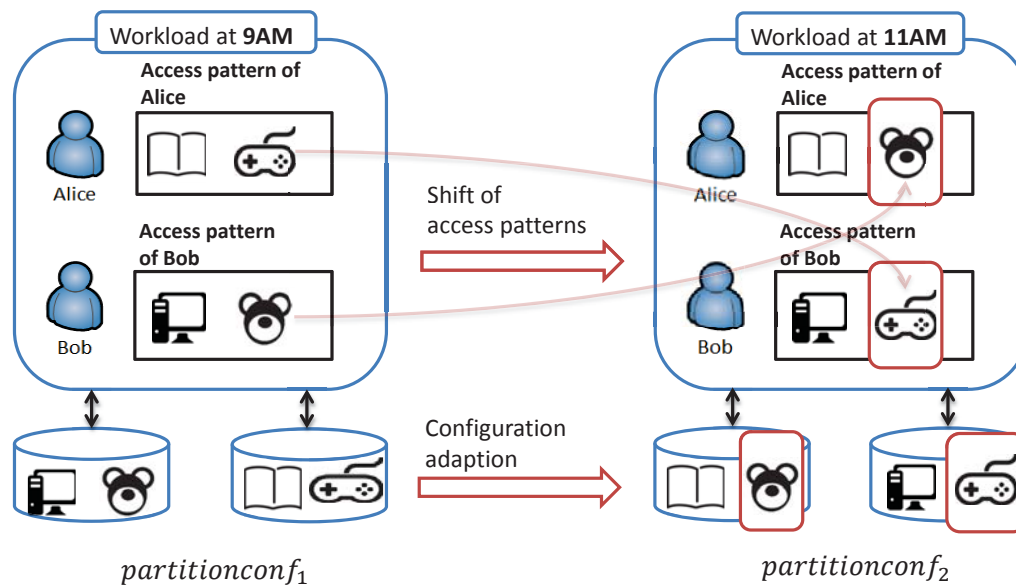 Workload at 9AM
Access pattern of
Alice
Alice
Access pattern
of Bob
Bob
Shift of
access patterns
Workload at 11AM
Access pattern of
Alice
Alice
Access pattern
of Bob
Bob
Configuration
adaption
partitionconf₁
partitionconf₂